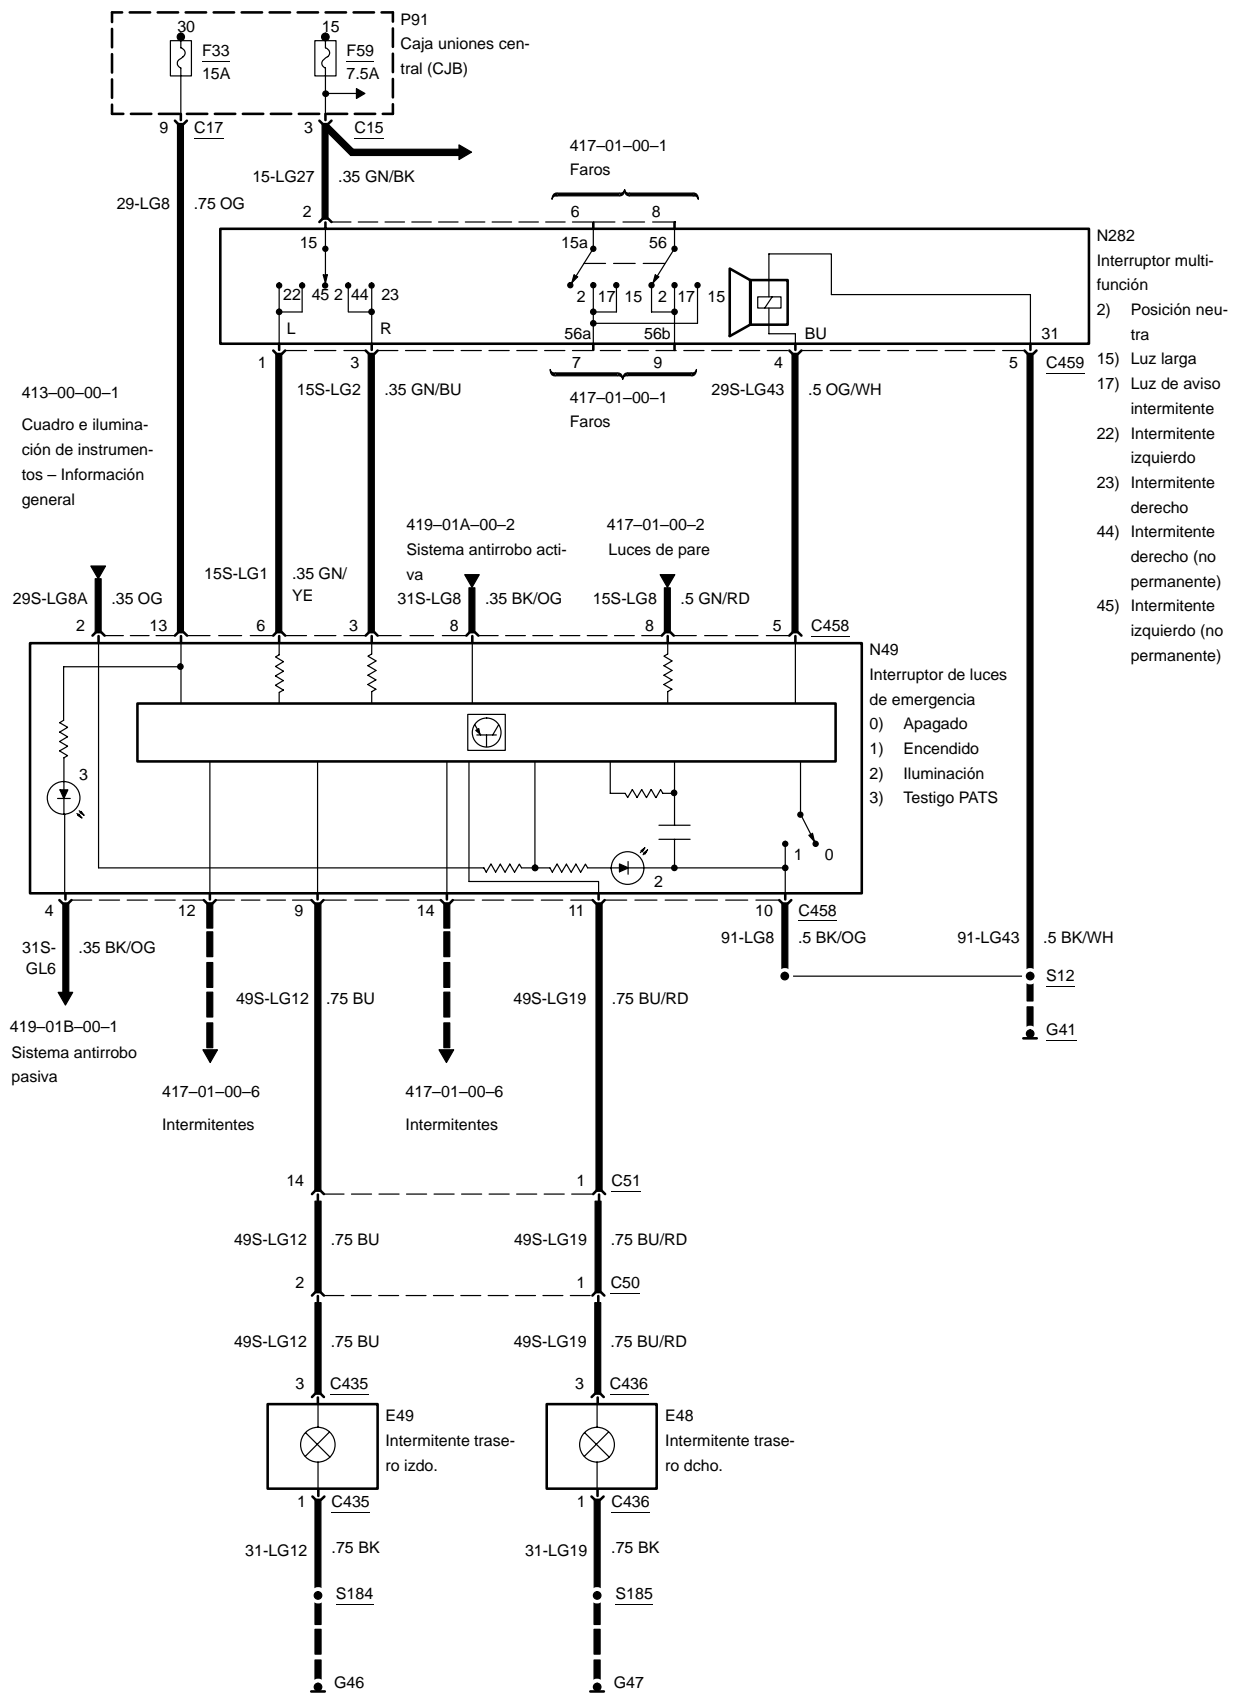 30
15
P91
Caja uniones cen-
tral (CJB)
F33
15A
F59
7.5A
9
C17
3
C15
417–01–00–1
Faros
15-LG27
.35 GN/BK
29-LG8
.75 OG
2
6
8
N282
Interruptor multi-
función
2) Posición neu-
tra
15) Luz larga
17) Luz de aviso
intermitente
22) Intermitente
izquierdo
23) Intermitente
derecho
44) Intermitente
derecho (no
permanente)
45) Intermitente
izquierdo (no
permanente)
15
15a
56
22
45
2
44
23
2
17
15
2
17
15
L
R
56a
56b
BU
31
1
3
7
9
4
5
C459
413–00–00–1
Cuadro e ilumina-
ción de instrumen-
tos – Información
general
15S-LG2
.35 GN/BU
417–01–00–1
Faros
29S-LG43
.5 OG/WH
419–01A–00–2
Sistema antirrobo acti-
va
417–01–00–2
Luces de pare
15S-LG1
.35 GN/
YE
29S-LG8A
.35 OG
31S-LG8
.35 BK/OG
15S-LG8
.5 GN/RD
2
13
6
3
8
8
5
C458
N49
Interruptor de luces
de emergencia
0) Apagado
1) Encendido
2) Iluminación
3) Testigo PATS
3
1
0
2
4
12
9
14
11
10
C458
31S-
GL6
.35 BK/OG
91-LG8
.5 BK/OG
91-LG43
.5 BK/WH
S12
49S-LG12
.75 BU
49S-LG19
.75 BU/RD
G41
419–01B–00–1
Sistema antirrobo
pasiva
417–01–00–6
Intermitentes
417–01–00–6
Intermitentes
14
1
C51
49S-LG12
.75 BU
49S-LG19
.75 BU/RD
2
1
C50
49S-LG12
.75 BU
49S-LG19
.75 BU/RD
3
C435
3
C436
E49
Intermitente trase-
ro izdo.
E48
Intermitente trase-
ro dcho.
1
C435
1
C436
31-LG12
.75 BK
31-LG19
.75 BK
S184
S185
G46
G47